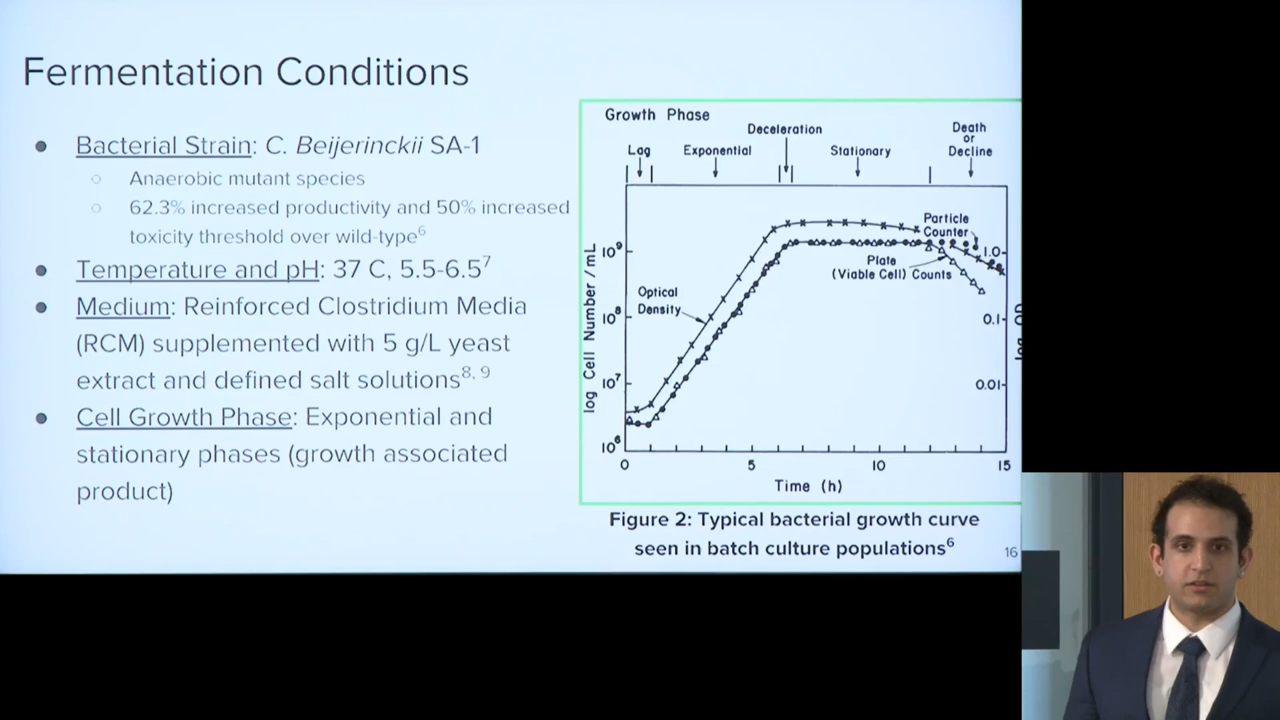 Fermentation Conditions
● Bacterial Strain: C. Beijerinckii SA-1
○ Anaerobic mutant species
○ 62.3% increased productivity and 50% increased
toxicity threshold over wild-type⁶
● Temperature and pH: 37 C, 5.5-6.5⁷
● Medium: Reinforced Clostridium Media
(RCM) supplemented with 5 g/L yeast
extract and defined salt solutions⁸˒ ⁹
● Cell Growth Phase: Exponential and
stationary phases (growth associated
product)
Growth Phase
Lag
Exponential
Deceleration
Stationary
Death
or
Decline
Particle
Counter
Plate
(Viable Cell) Counts
Optical
Density
log Cell Number / mL
10⁹
10⁸
10⁷
10⁶
1.0
0.1
0.01
log OD
0 5 10 15
Time (h)
Figure 2: Typical bacterial growth curve
seen in batch culture populations⁶
16